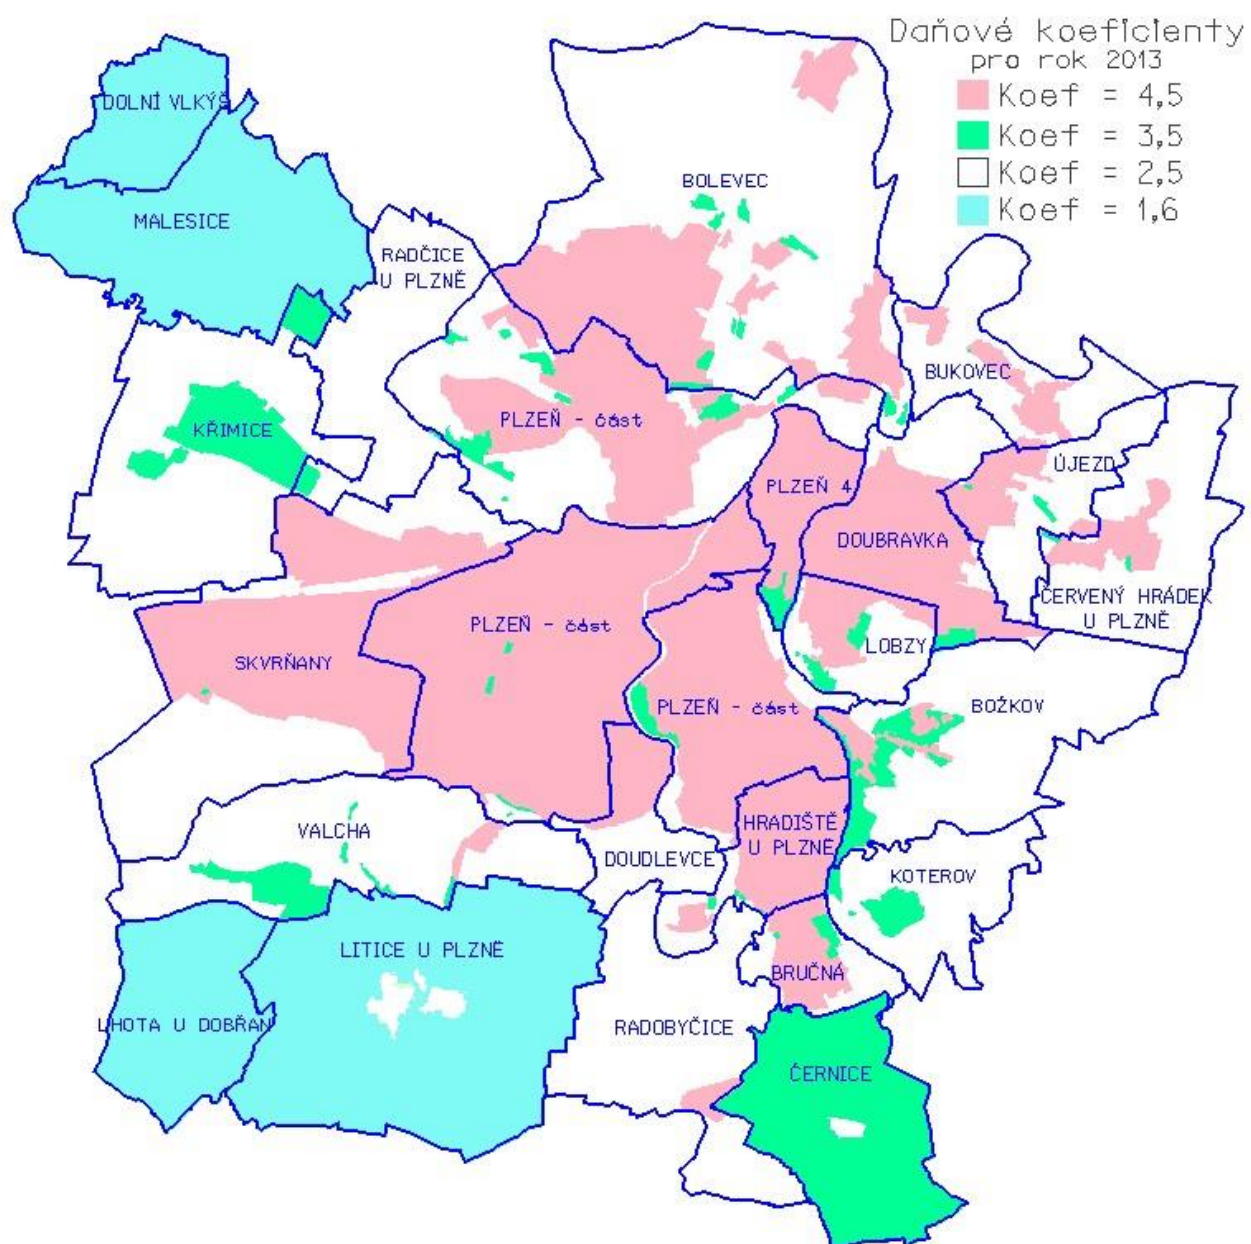 Daňové koeficienty
pro rok 2013
Koef = 4,5
Koef = 3,5
Koef = 2,5
Koef = 1,6
DOLNÍ VLKÝŠ
MALESICE
BOLEVEC
RADČICE
U PLZNĚ
BUKOVEC
KŘIMICE
PLZEŇ - část
ÚJEZD
PLZEŇ 4
DOUBRAVKA
ČERVENÝ HRÁDEK
U PLZNĚ
PLZEŇ - část
LOBZY
SKVRŇANY
PLZEŇ - část
BOŽKOV
HRADIŠTĚ
U PLZNĚ
VALCHA
DOUDLEVCE
KOTEROV
LITICE U PLZNĚ
BRUČNÁ
LHOTA U DOBŘAN
RADOBYČICE
ČERNICE